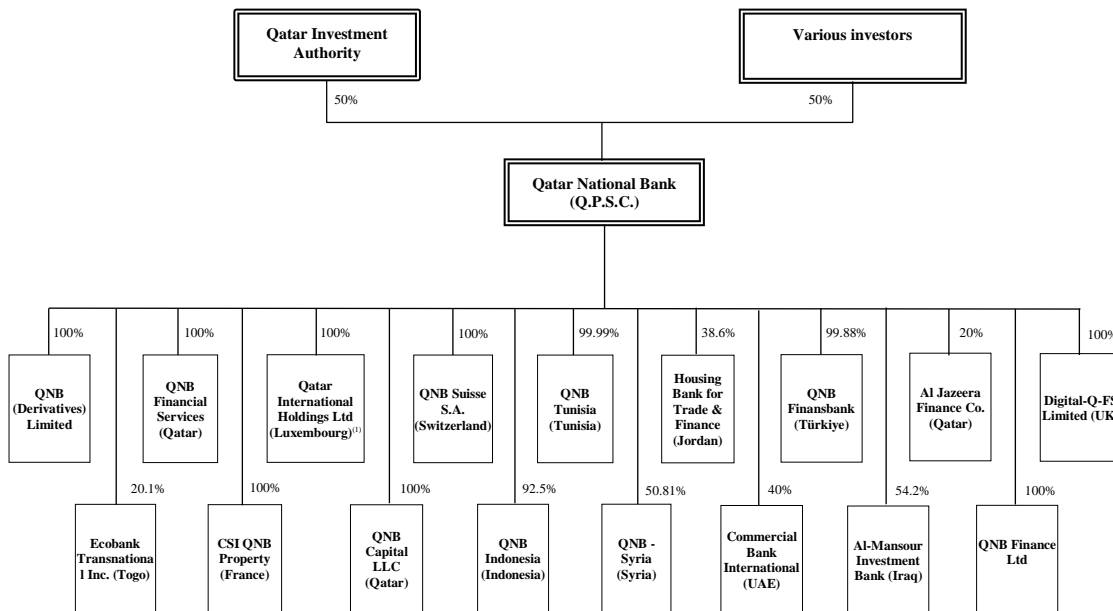 Qatar Investment
Authority
Various investors
50%
50%
Qatar National Bank
(Q.P.S.C.)
100%
100%
100%
100%
99.99%
38.6%
99.88%
20%
100%
QNB
(Derivatives)
Limited
QNB
Financial
Services
(Qatar)
Qatar
International
Holdings Ltd
(Luxembourg)(1)
QNB Suisse
S.A.
(Switzerland)
QNB
Tunisia
(Tunisia)
Housing
Bank for
Trade &
Finance
(Jordan)
QNB
Finansbank
(Türkiye)
Al Jazeera
Finance Co.
(Qatar)
Digital-Q-FS
Limited (UK
20.1%
100%
100%
92.5%
50.81%
40%
54.2%
100%
Ecobank
Transnationa
l Inc. (Togo)
CSI QNB
Property
(France)
QNB
Capital
LLC
(Qatar)
QNB
Indonesia
(Indonesia)
QNB -
Syria
(Syria)
Commercial
Bank
International
(UAE)
Al-Mansour
Investment
Bank (Iraq)
QNB Finance
Ltd